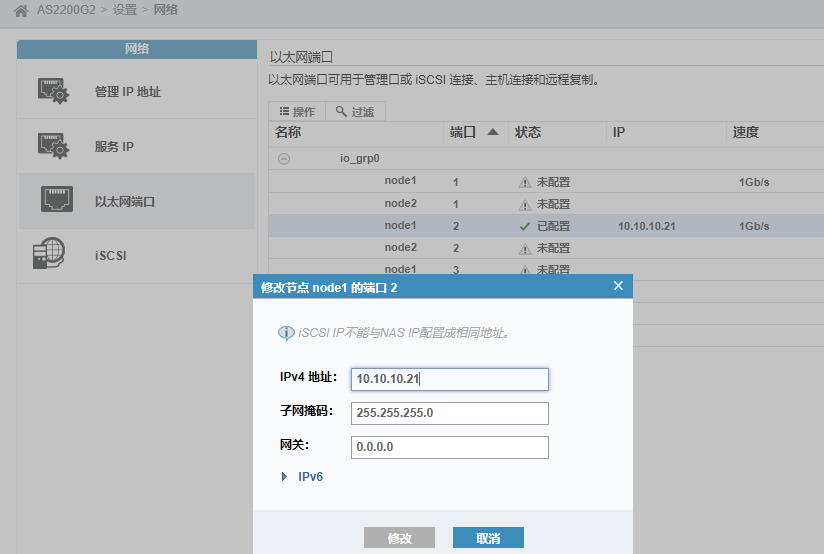 AS2200G2 > 设置 > 网络
网络
管理 IP 地址
服务 IP
以太网端口
iSCSI
以太网端口
以太网端口可用于管理口或 iSCSI 连接、主机连接和远程复制。
操作 过滤
名称 端口 状态 IP 速度
io_grp0
node1 1 未配置 1Gb/s
node2 1 未配置
node1 2 已配置 10.10.10.21 1Gb/s
node2 2 未配置
node1 3 未配置
修改节点 node1 的端口 2
iSCSI IP不能与NAS IP配置成相同地址。
IPv4 地址: 10.10.10.21
子网掩码: 255.255.255.0
网关: 0.0.0.0
IPv6
修改 取消